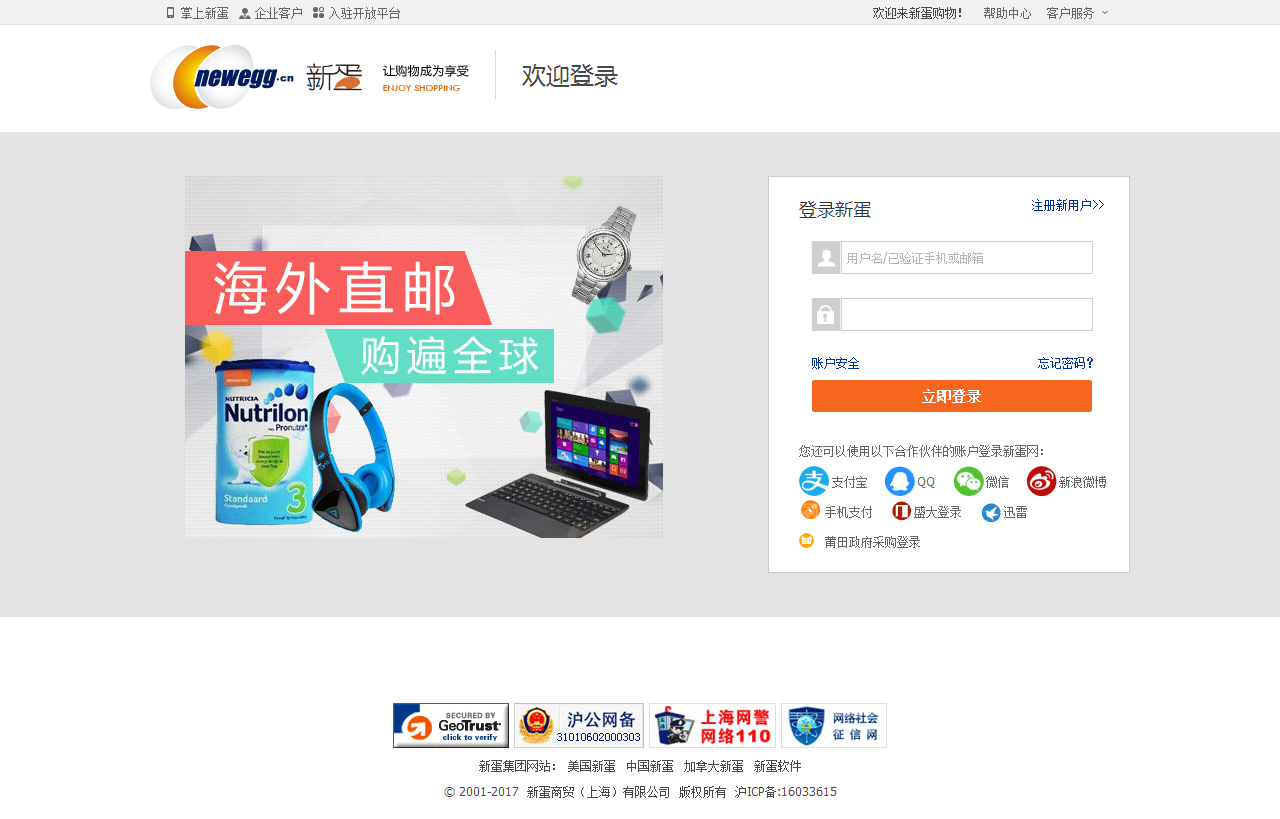 掌上新蛋 企业客户 入驻开放平台 欢迎来新蛋购物! 帮助中心 客户服务
newegg.cn 新蛋 让购物成为享受 欢迎登录
ENJOY SHOPPING
登录新蛋 注册新用户>>
用户名/已验证手机或邮箱
海外直邮
购遍全球
账户安全 忘记密码?
立即登录
NUTRICIA
Nutrilon
Pronutra
Standaard 3
您还可以使用以下合作伙伴的账户登录新蛋网:
支付宝 QQ 微信 新浪微博
手机支付 盛大登录 迅雷
莆田政府采购登录
SECURED BY GeoTrust click to verify
沪公网备 31010602000303
上海网警 网络110
网络社会 征信网
新蛋集团网站: 美国新蛋 中国新蛋 加拿大新蛋 新蛋软件
© 2001-2017 新蛋商贸（上海）有限公司 版权所有 沪ICP备:16033615